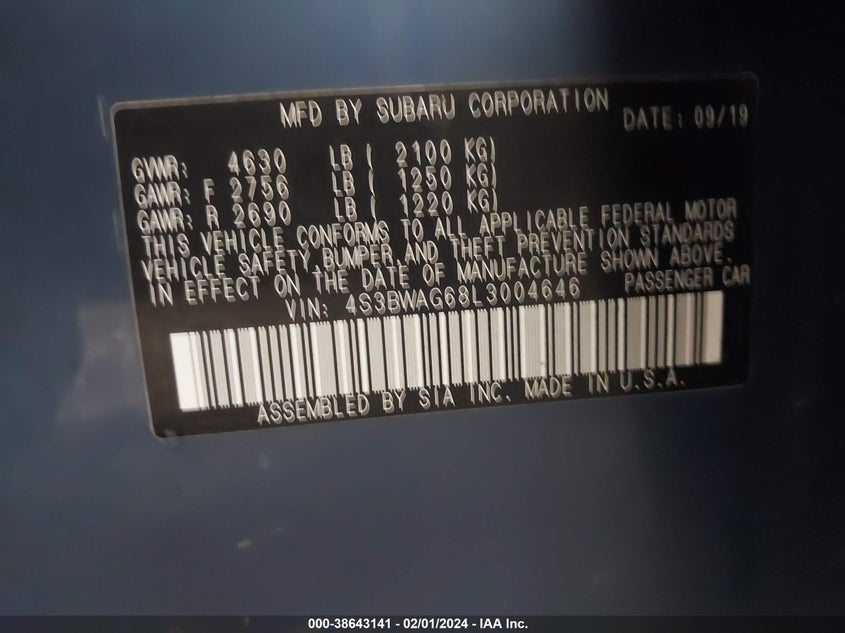 MFD BY SUBARU CORPORATION DATE: 09/19
GVWR: 4630 LB ( 2100 KG)
GAWR: F 2756 LB ( 1250 KG)
GAWR: R 2690 LB ( 1220 KG)
THIS VEHICLE CONFORMS TO ALL APPLICABLE FEDERAL MOTOR
VEHICLE SAFETY, BUMPER, AND THEFT PREVENTION STANDARDS
IN EFFECT ON THE DATE OF MANUFACTURE SHOWN ABOVE.
VIN: 4S3BWAG68L3004646 PASSENGER CAR
ASSEMBLED BY SIA INC. MADE IN U.S.A.
000-38643141 - 02/01/2024 - IAA Inc.